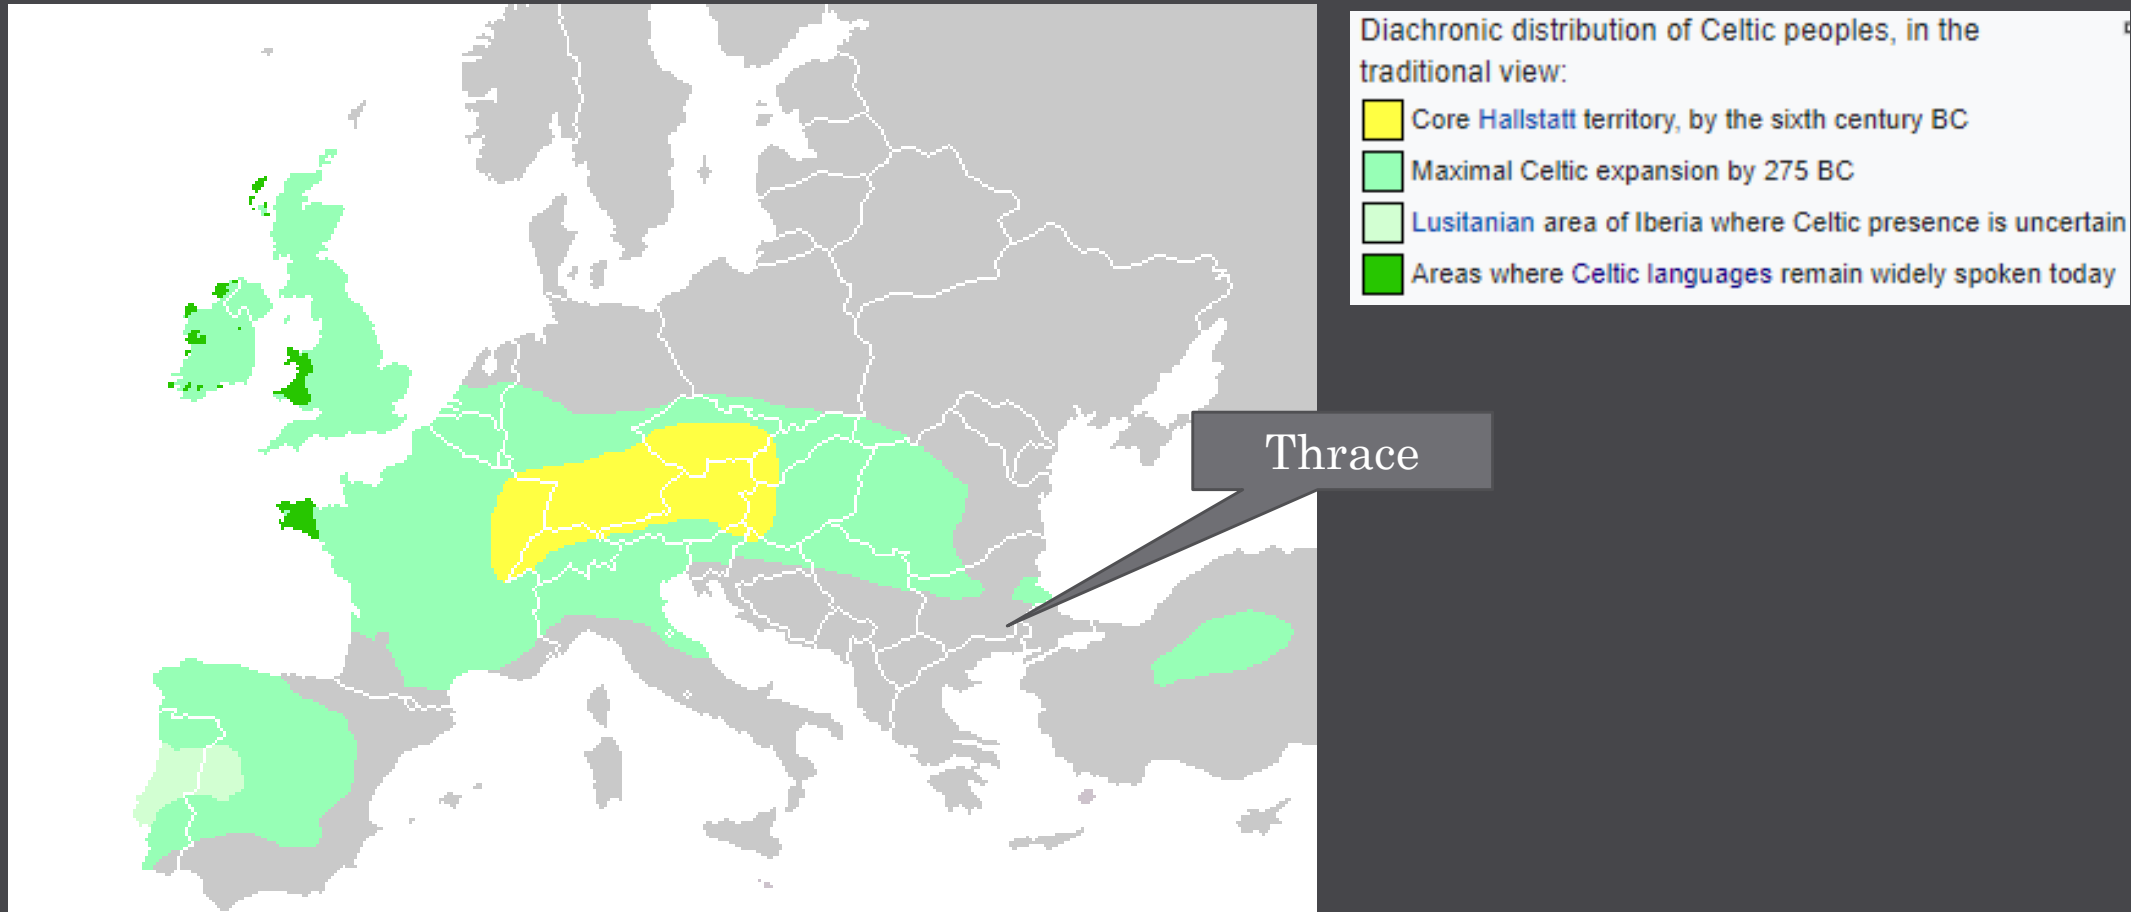 Diachronic distribution of Celtic peoples, in the
traditional view:
Core Hallstatt territory, by the sixth century BC
Maximal Celtic expansion by 275 BC
Lusitanian area of Iberia where Celtic presence is uncertain
Areas where Celtic languages remain widely spoken today
Thrace